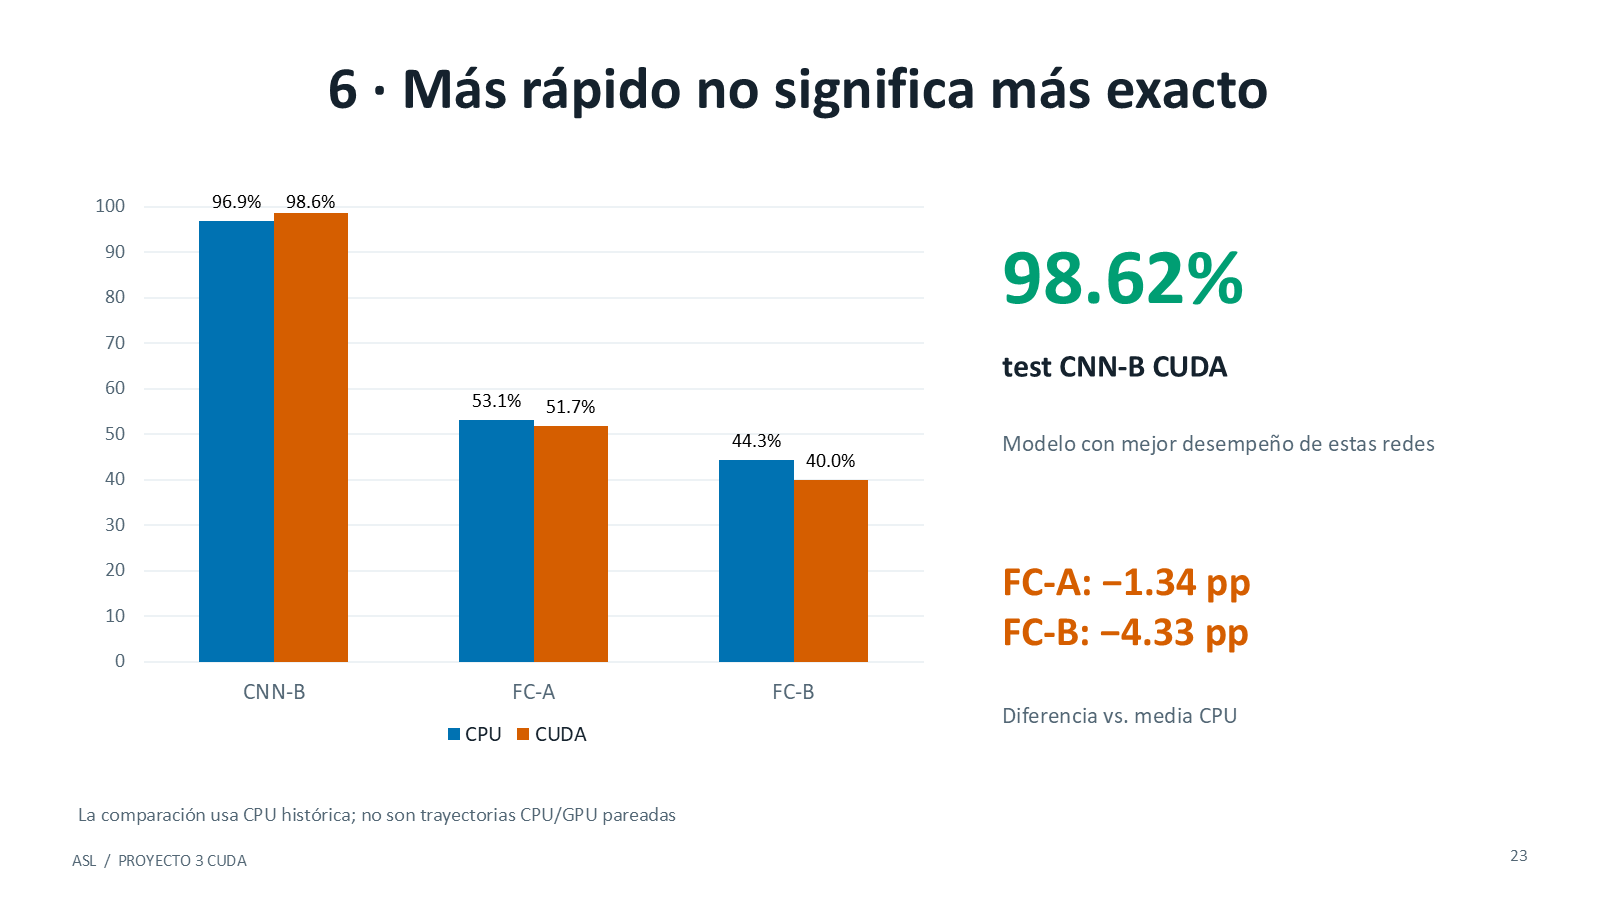 6 · Más rápido no significa más exacto
96.9%
98.6%
53.1%
51.7%
44.3%
40.0%
100
90
80
70
60
50
40
30
20
10
0
CNN-B
FC-A
FC-B
CPU
CUDA
98.62%
test CNN-B CUDA
Modelo con mejor desempeño de estas redes
FC-A: −1.34 pp
FC-B: −4.33 pp
Diferencia vs. media CPU
La comparación usa CPU histórica; no son trayectorias CPU/GPU pareadas
ASL / PROYECTO 3 CUDA
23